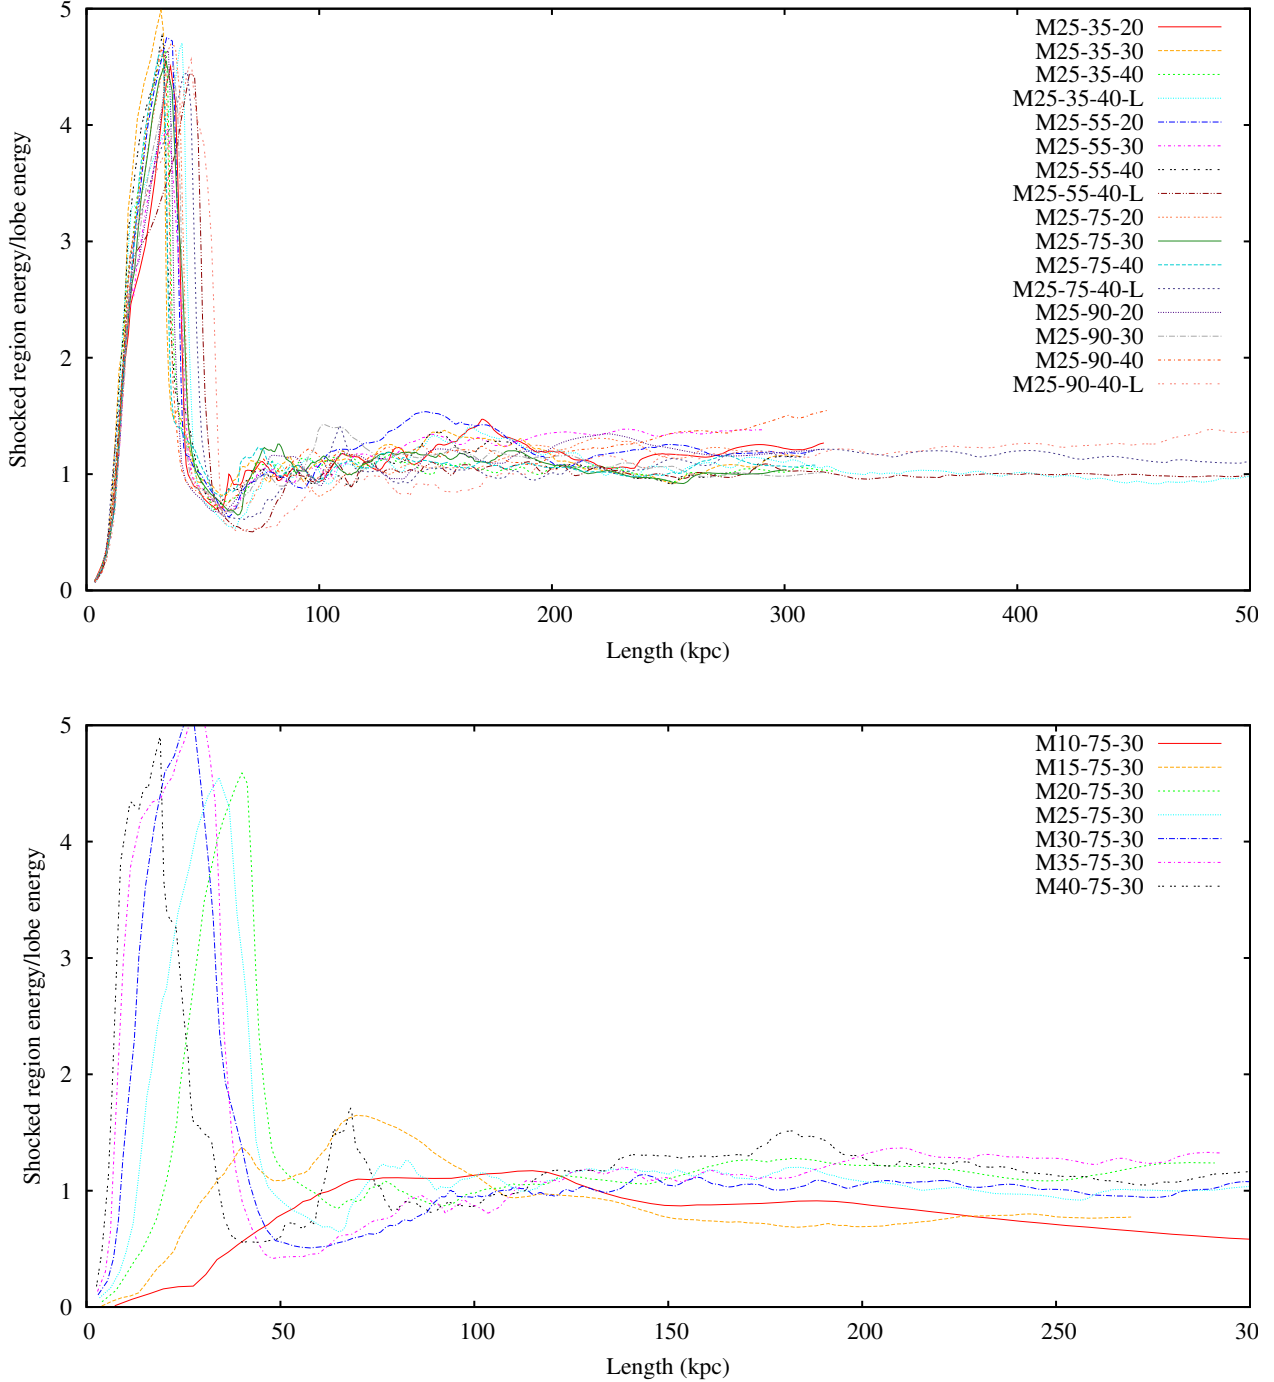 5
4
3
2
1
0
Shocked region energy/lobe energy
M25-35-20
M25-35-30
M25-35-40
M25-35-40-L
M25-55-20
M25-55-30
M25-55-40
M25-55-40-L
M25-75-20
M25-75-30
M25-75-40
M25-75-40-L
M25-90-20
M25-90-30
M25-90-40
M25-90-40-L
0 100 200 300 400 50
Length (kpc)
5
4
3
2
1
0
Shocked region energy/lobe energy
M10-75-30
M15-75-30
M20-75-30
M25-75-30
M30-75-30
M35-75-30
M40-75-30
0 50 100 150 200 250 30
Length (kpc)